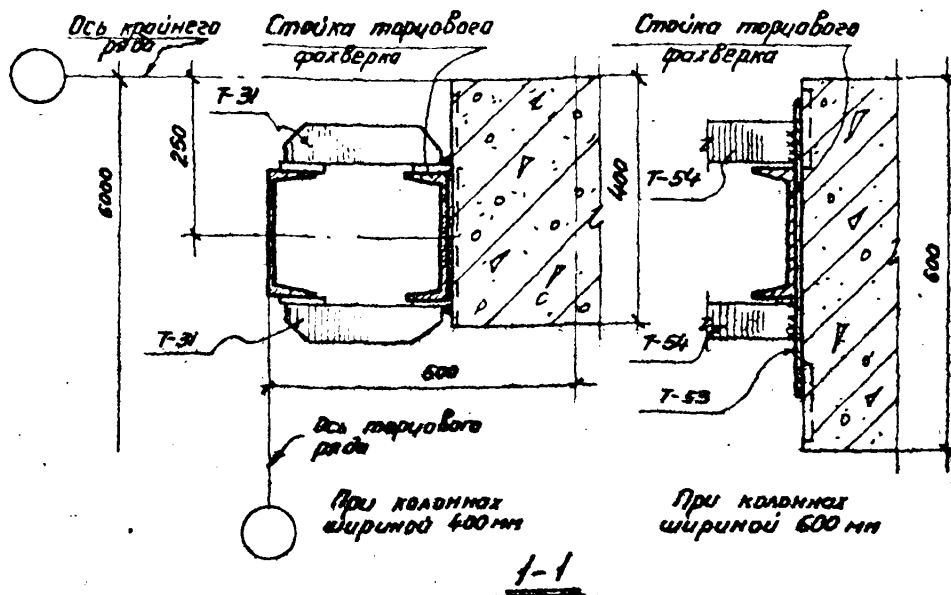 Ось крайнего
ряда
Стойка торцового
фахверка
Стойка торцового
фахверка
Т-31
6000
250
400
Т-54
600
Т-31
Т-54
600
Т-53
Ось торцового
ряда
При колоннах
шириной 400 мм
При колоннах
шириной 600 мм
1-1